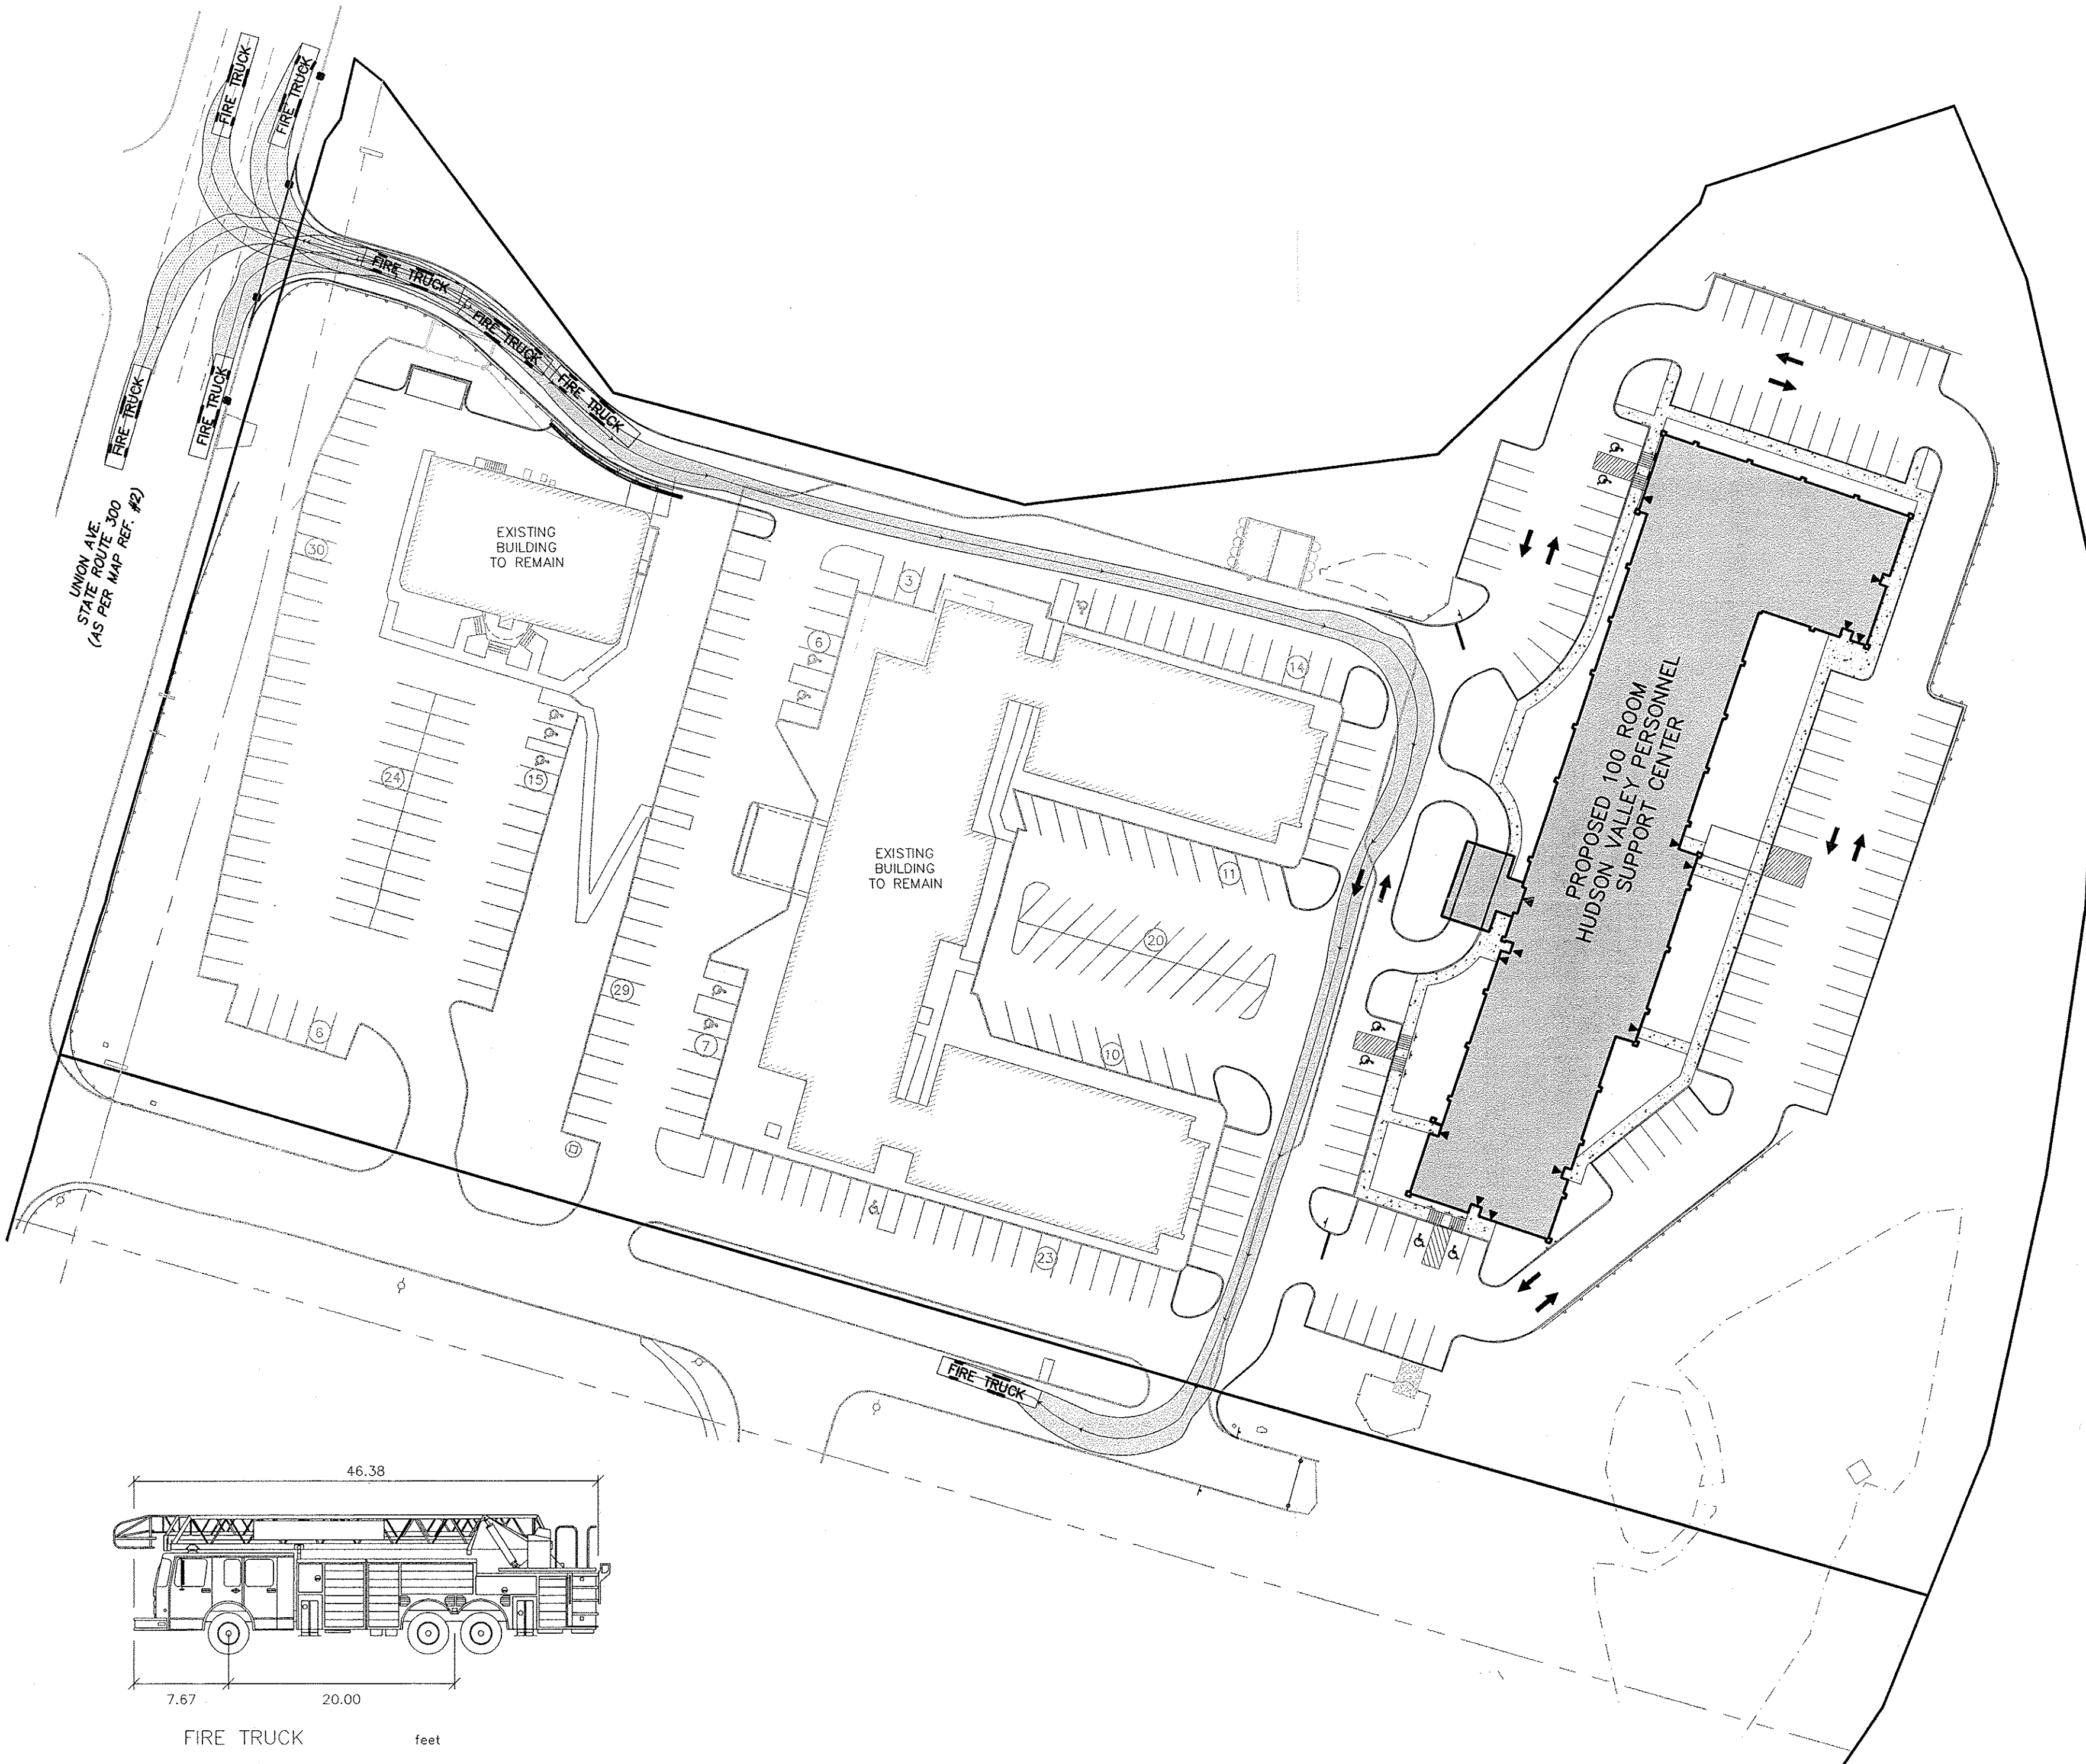 FIRE TRUCK
FIRE TRUCK
FIRE TRUCK
FIRE TRUCK
FIRE TRUCK
FIRE TRUCK
FIRE TRUCK
UNION AVE.
STATE ROUTE 300
(AS PER MAP REF. #2)
EXISTING
BUILDING
TO REMAIN
30
3
6
14
24
15
EXISTING
BUILDING
TO REMAIN
11
20
29
6
7
10
23
PROPOSED 100 ROOM
HUDSON VALLEY PERSONNEL
SUPPORT CENTER
FIRE TRUCK
46.38
7.67
20.00
FIRE TRUCK feet